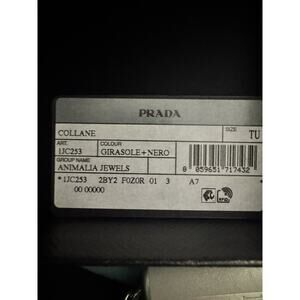 PRADA
COLLANE SIZE TU
ART. COLOUR
1JC253 GIRASOLE+NERO
GROUP NAME
ANIMALIA JEWELS
8 059651 717432
*1JC253 2BY2 F0Z0R 01 3 A7 *
00 00000